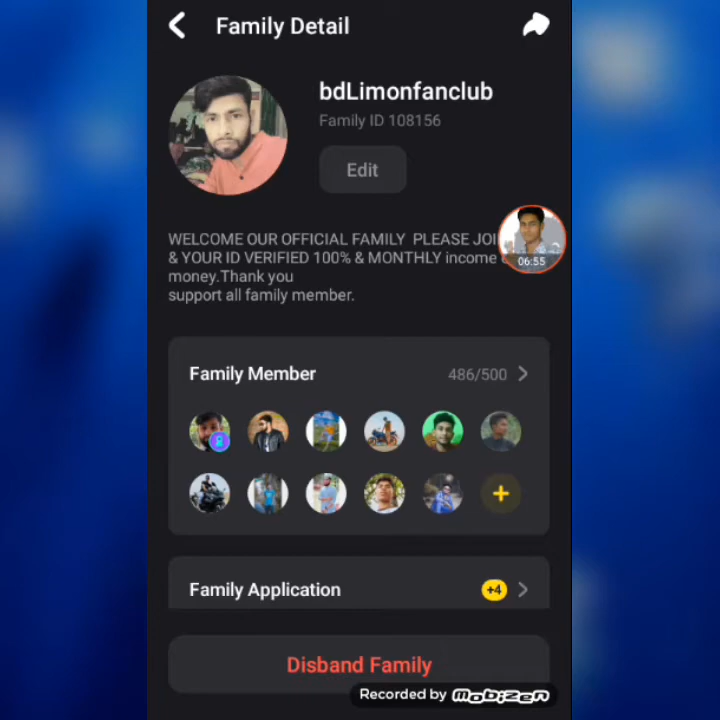 Family Detail
bdLimonfanclub
Family ID 108156
Edit
WELCOME OUR OFFICIAL FAMILY PLEASE
& YOUR ID VERIFIED 100% & MONTHLY income
money.Thank you
support all family member.
06:55
Family Member 486/500
Family Application +4
Disband Family
Recorded by mobizen